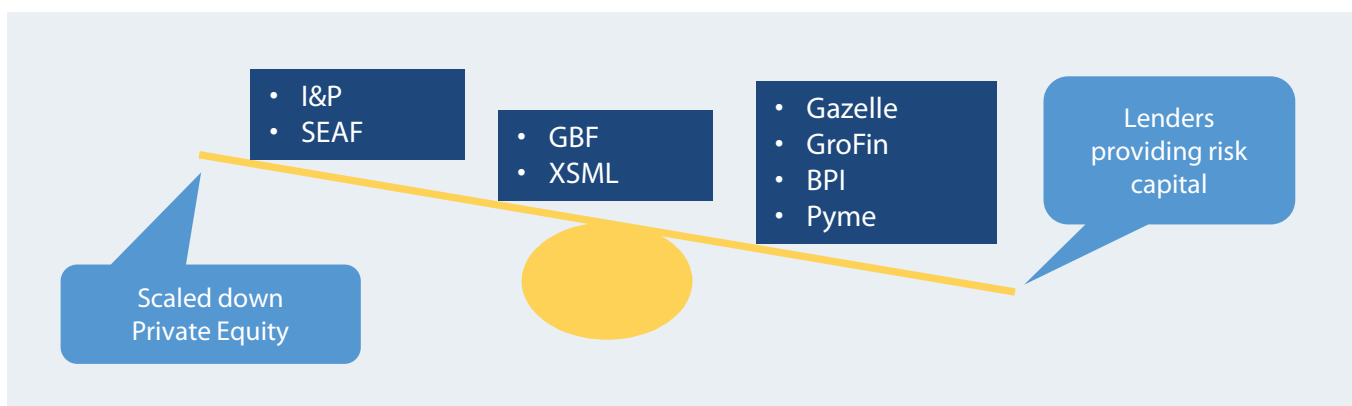 • I&P
• SEAF
• GBF
• XSML
• Gazelle
• GroFin
• BPI
• Pyme
Lenders
providing risk
capital
Scaled down
Private Equity